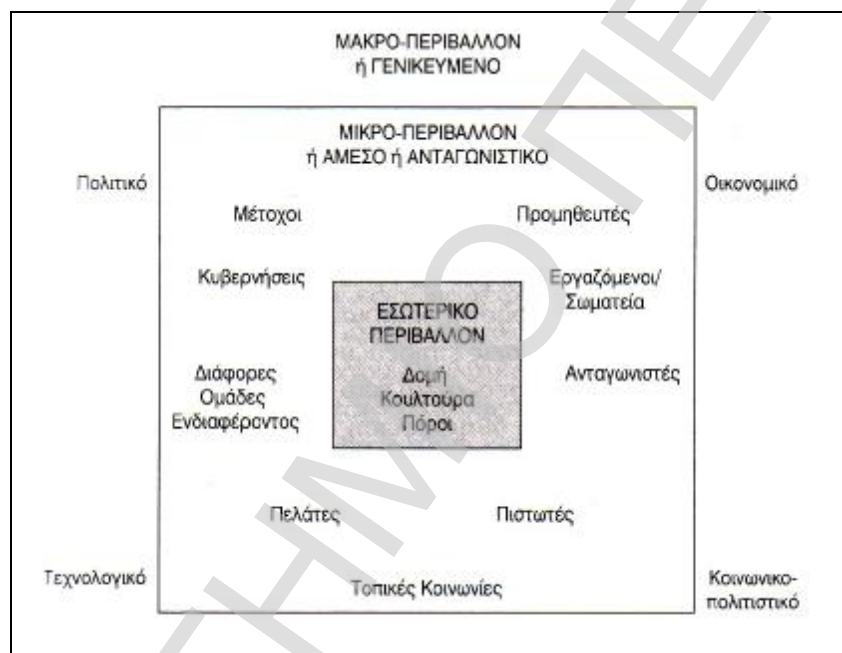 ΜΑΚΡΟ-ΠΕΡΙΒΑΛΛΟΝ
ή ΓΕΝΙΚΕΥΜΕΝΟ
ΜΙΚΡΟ-ΠΕΡΙΒΑΛΛΟΝ
ή ΑΜΕΣΟ ή ΑΝΤΑΓΩΝΙΣΤΙΚΟ
Πολιτικό
Οικονομικό
Μέτοχοι
Προμηθευτές
Κυβερνήσεις
Εργαζόμενοι/
Σωματεία
ΕΣΩΤΕΡΙΚΟ
ΠΕΡΙΒΑΛΛΟΝ
Διάφορες
Ομάδες
Ενδιαφέροντος
Δομή
Κουλτούρα
Πόροι
Ανταγωνιστές
Πελάτες
Πιστωτές
Τεχνολογικό
Τοπικές Κοινωνίες
Κοινωνικο-
πολιτιστικό